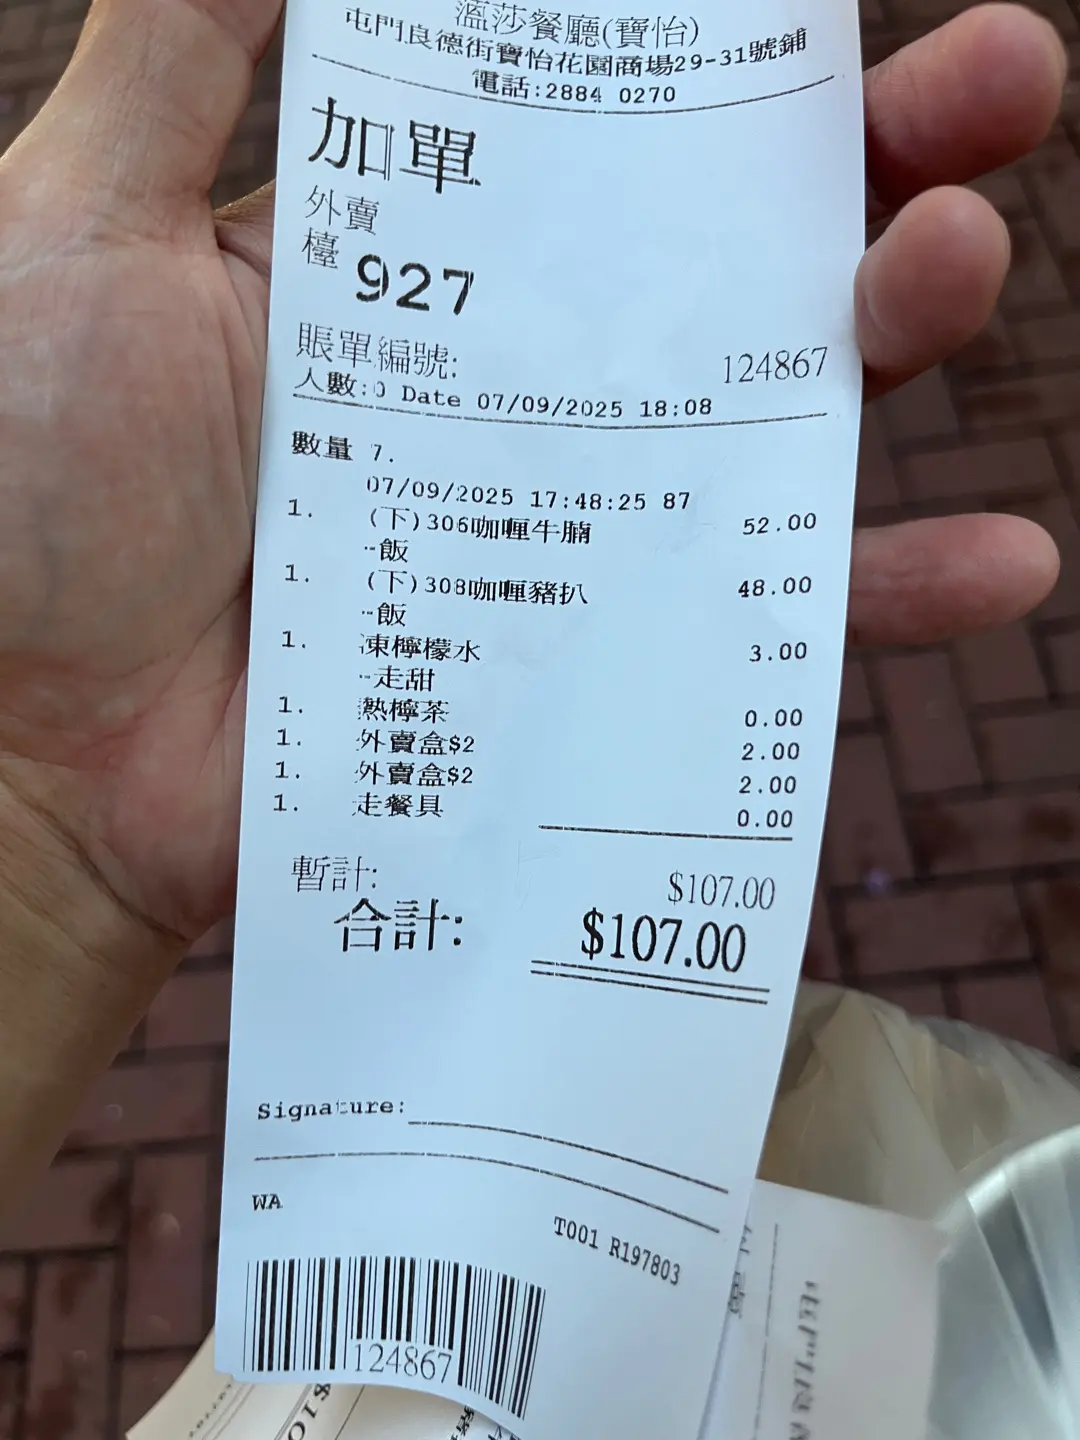 溫莎餐廳(寶怡)
屯門良德街寶怡花園商場29-31號鋪
電話:2884 0270
加單
外賣
檯 927
賬單編號: 124867
人數:0 Date 07/09/2025 18:08
數量 7.
07/09/2025 17:48:25 87
1. (下)306咖喱牛腩 52.00
--飯
1. (下)308咖喱豬扒 48.00
--飯
1. 凍檸檬水 3.00
--走甜
1. 熱檸茶 0.00
1. 外賣盒$2 2.00
1. 外賣盒$2 2.00
1. 走餐具 0.00
暫計: $107.00
合計: $107.00
Signature:
WA
T001 R197803
124867